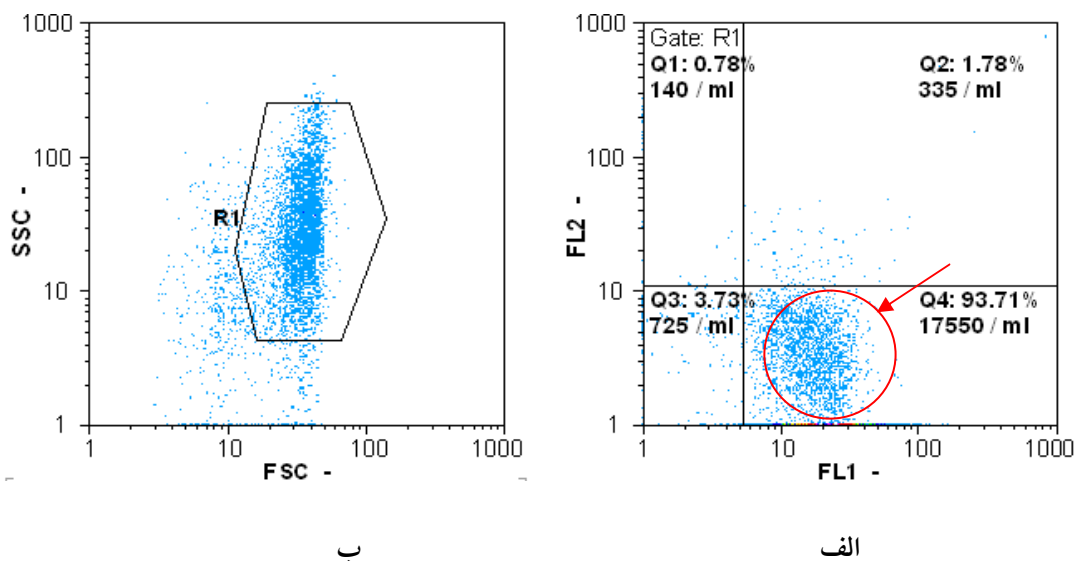 1000
100
10
1
SSC -
R1
1 10 100 1000
FSC -
ب
1000
100
10
1
FL2 -
Gate: R1
Q1: 0.78%
140 / ml
Q2: 1.78%
335 / ml
Q3: 3.73%
725 / ml
Q4: 93.71%
17550 / ml
1 10 100 1000
FL1 -
الف